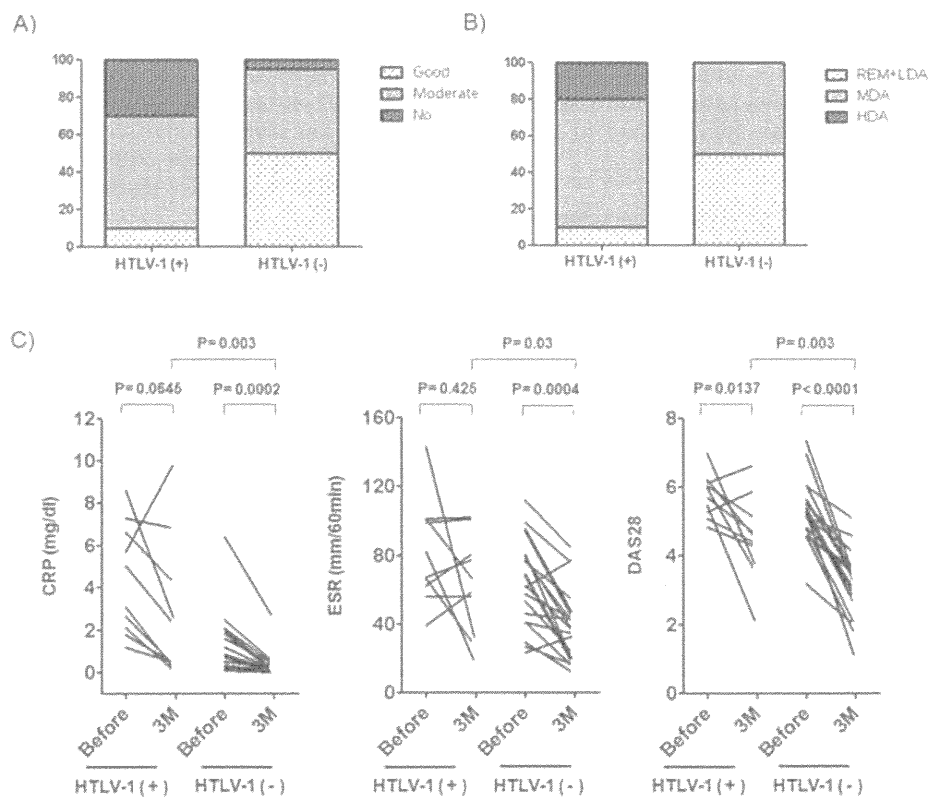 A)
100
80
60
40
20
0
HTLV-1 (+)
HTLV-1 (-)
Good
Moderate
No
B)
100
80
60
40
20
0
HTLV-1 (+)
HTLV-1 (-)
REM+LDA
MDA
HDA
C)
P= 0.003
P= 0.0645 P= 0.0002
CRP (mg/dl)
12
10
8
6
4
2
0
Before 3M Before 3M
HTLV-1 (+) HTLV-1 (-)
P= 0.03
P= 0.425 P= 0.0004
ESR (mm/60min)
160
120
80
40
0
Before 3M Before 3M
HTLV-1 (+) HTLV-1 (-)
P= 0.003
P= 0.0137 P< 0.0001
DAS28
8
6
4
2
0
Before 3M Before 3M
HTLV-1 (+) HTLV-1 (-)